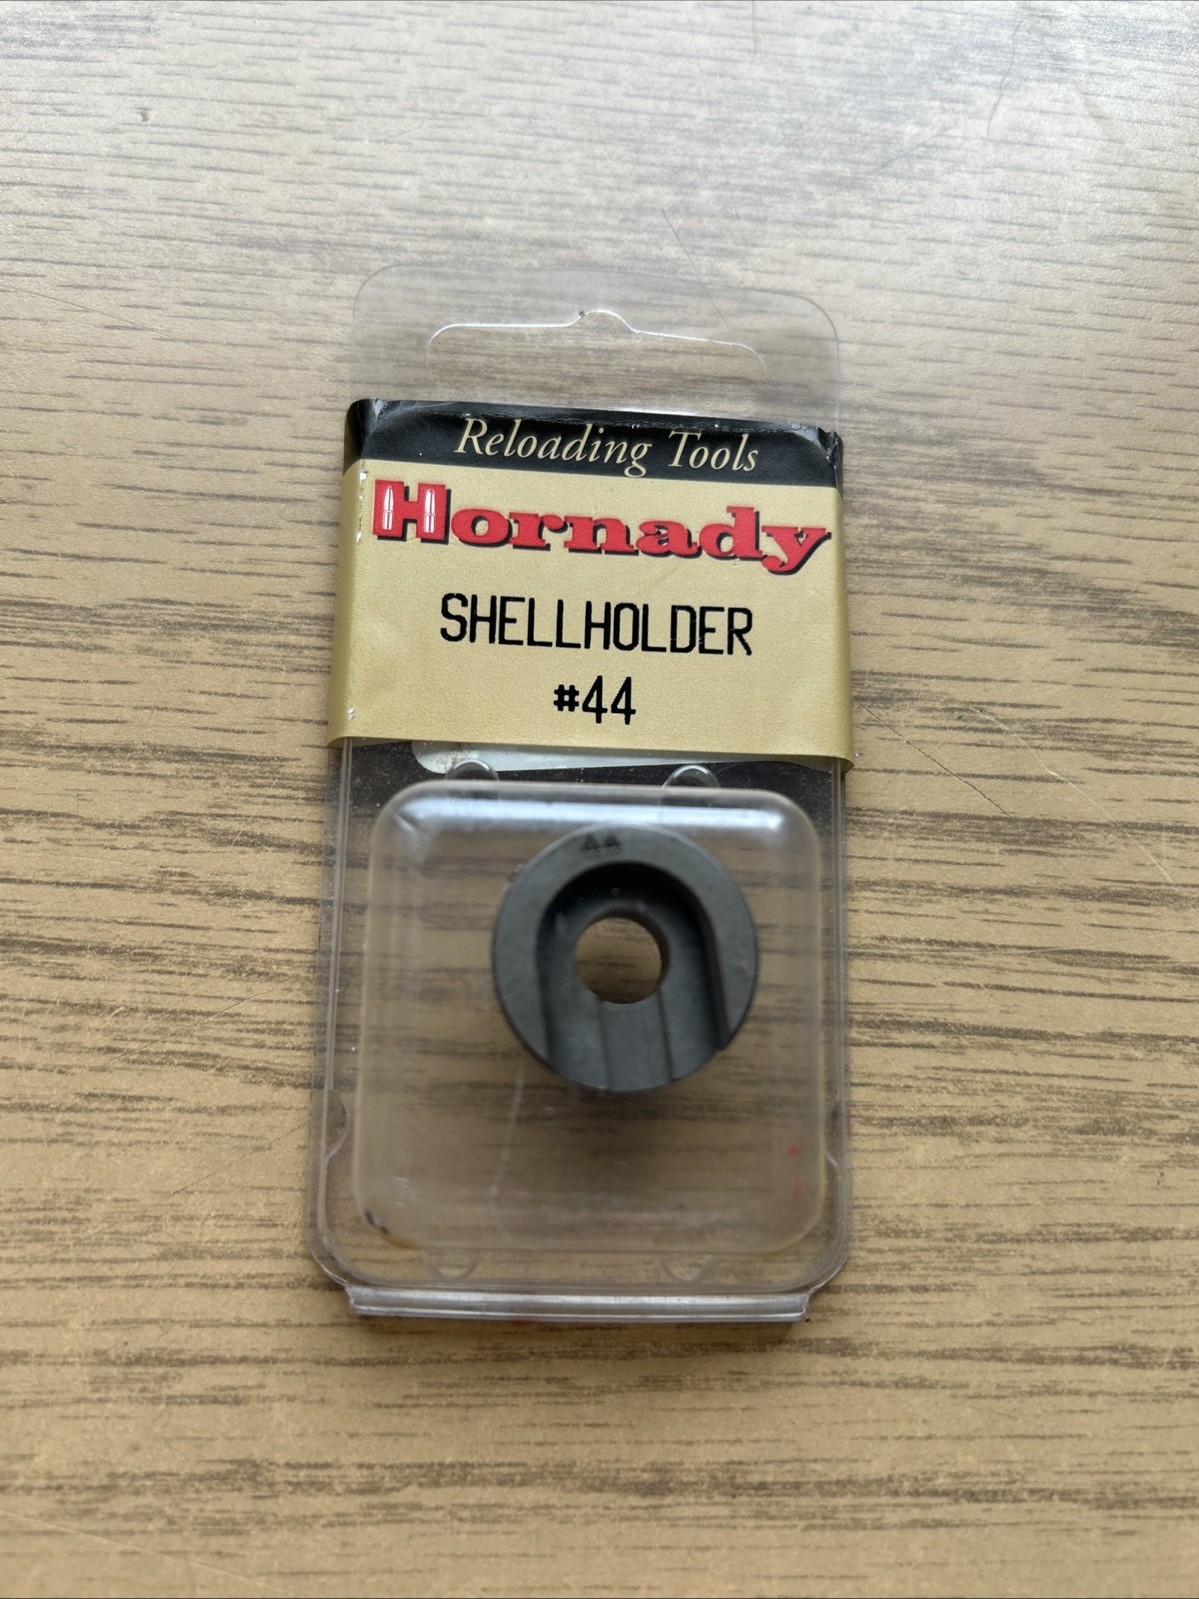 Reloading Tools
Hornady
SHELLHOLDER
#44
44